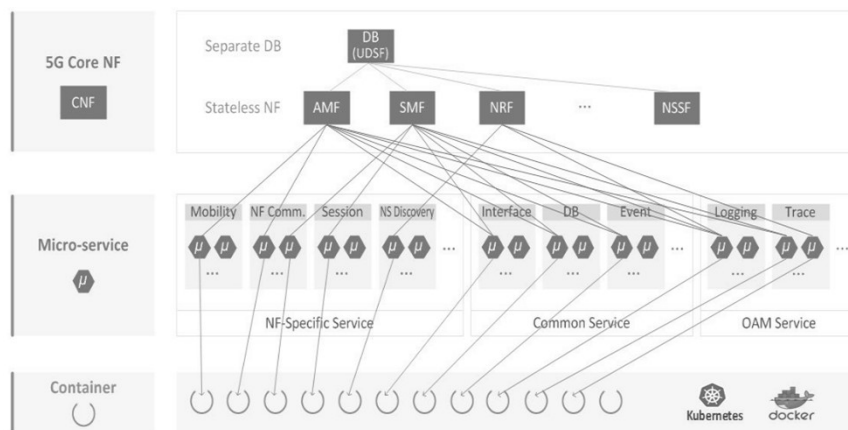 Separate DB
DB
(UDSF)
5G Core NF
CNF
Stateless NF
AMF
SMF
NRF
...
NSSF
Mobility
NF Comm.
Session
NS Discovery
Interface
DB
Event
Logging
Trace
Micro-service
μ
μ μ μ μ μ μ μ μ ... μ μ μ μ μ μ ... μ μ μ μ ...
... ... ... ... ... ... ... ... ...
NF-Specific Service
Common Service
OAM Service
Container
Kubernetes
docker